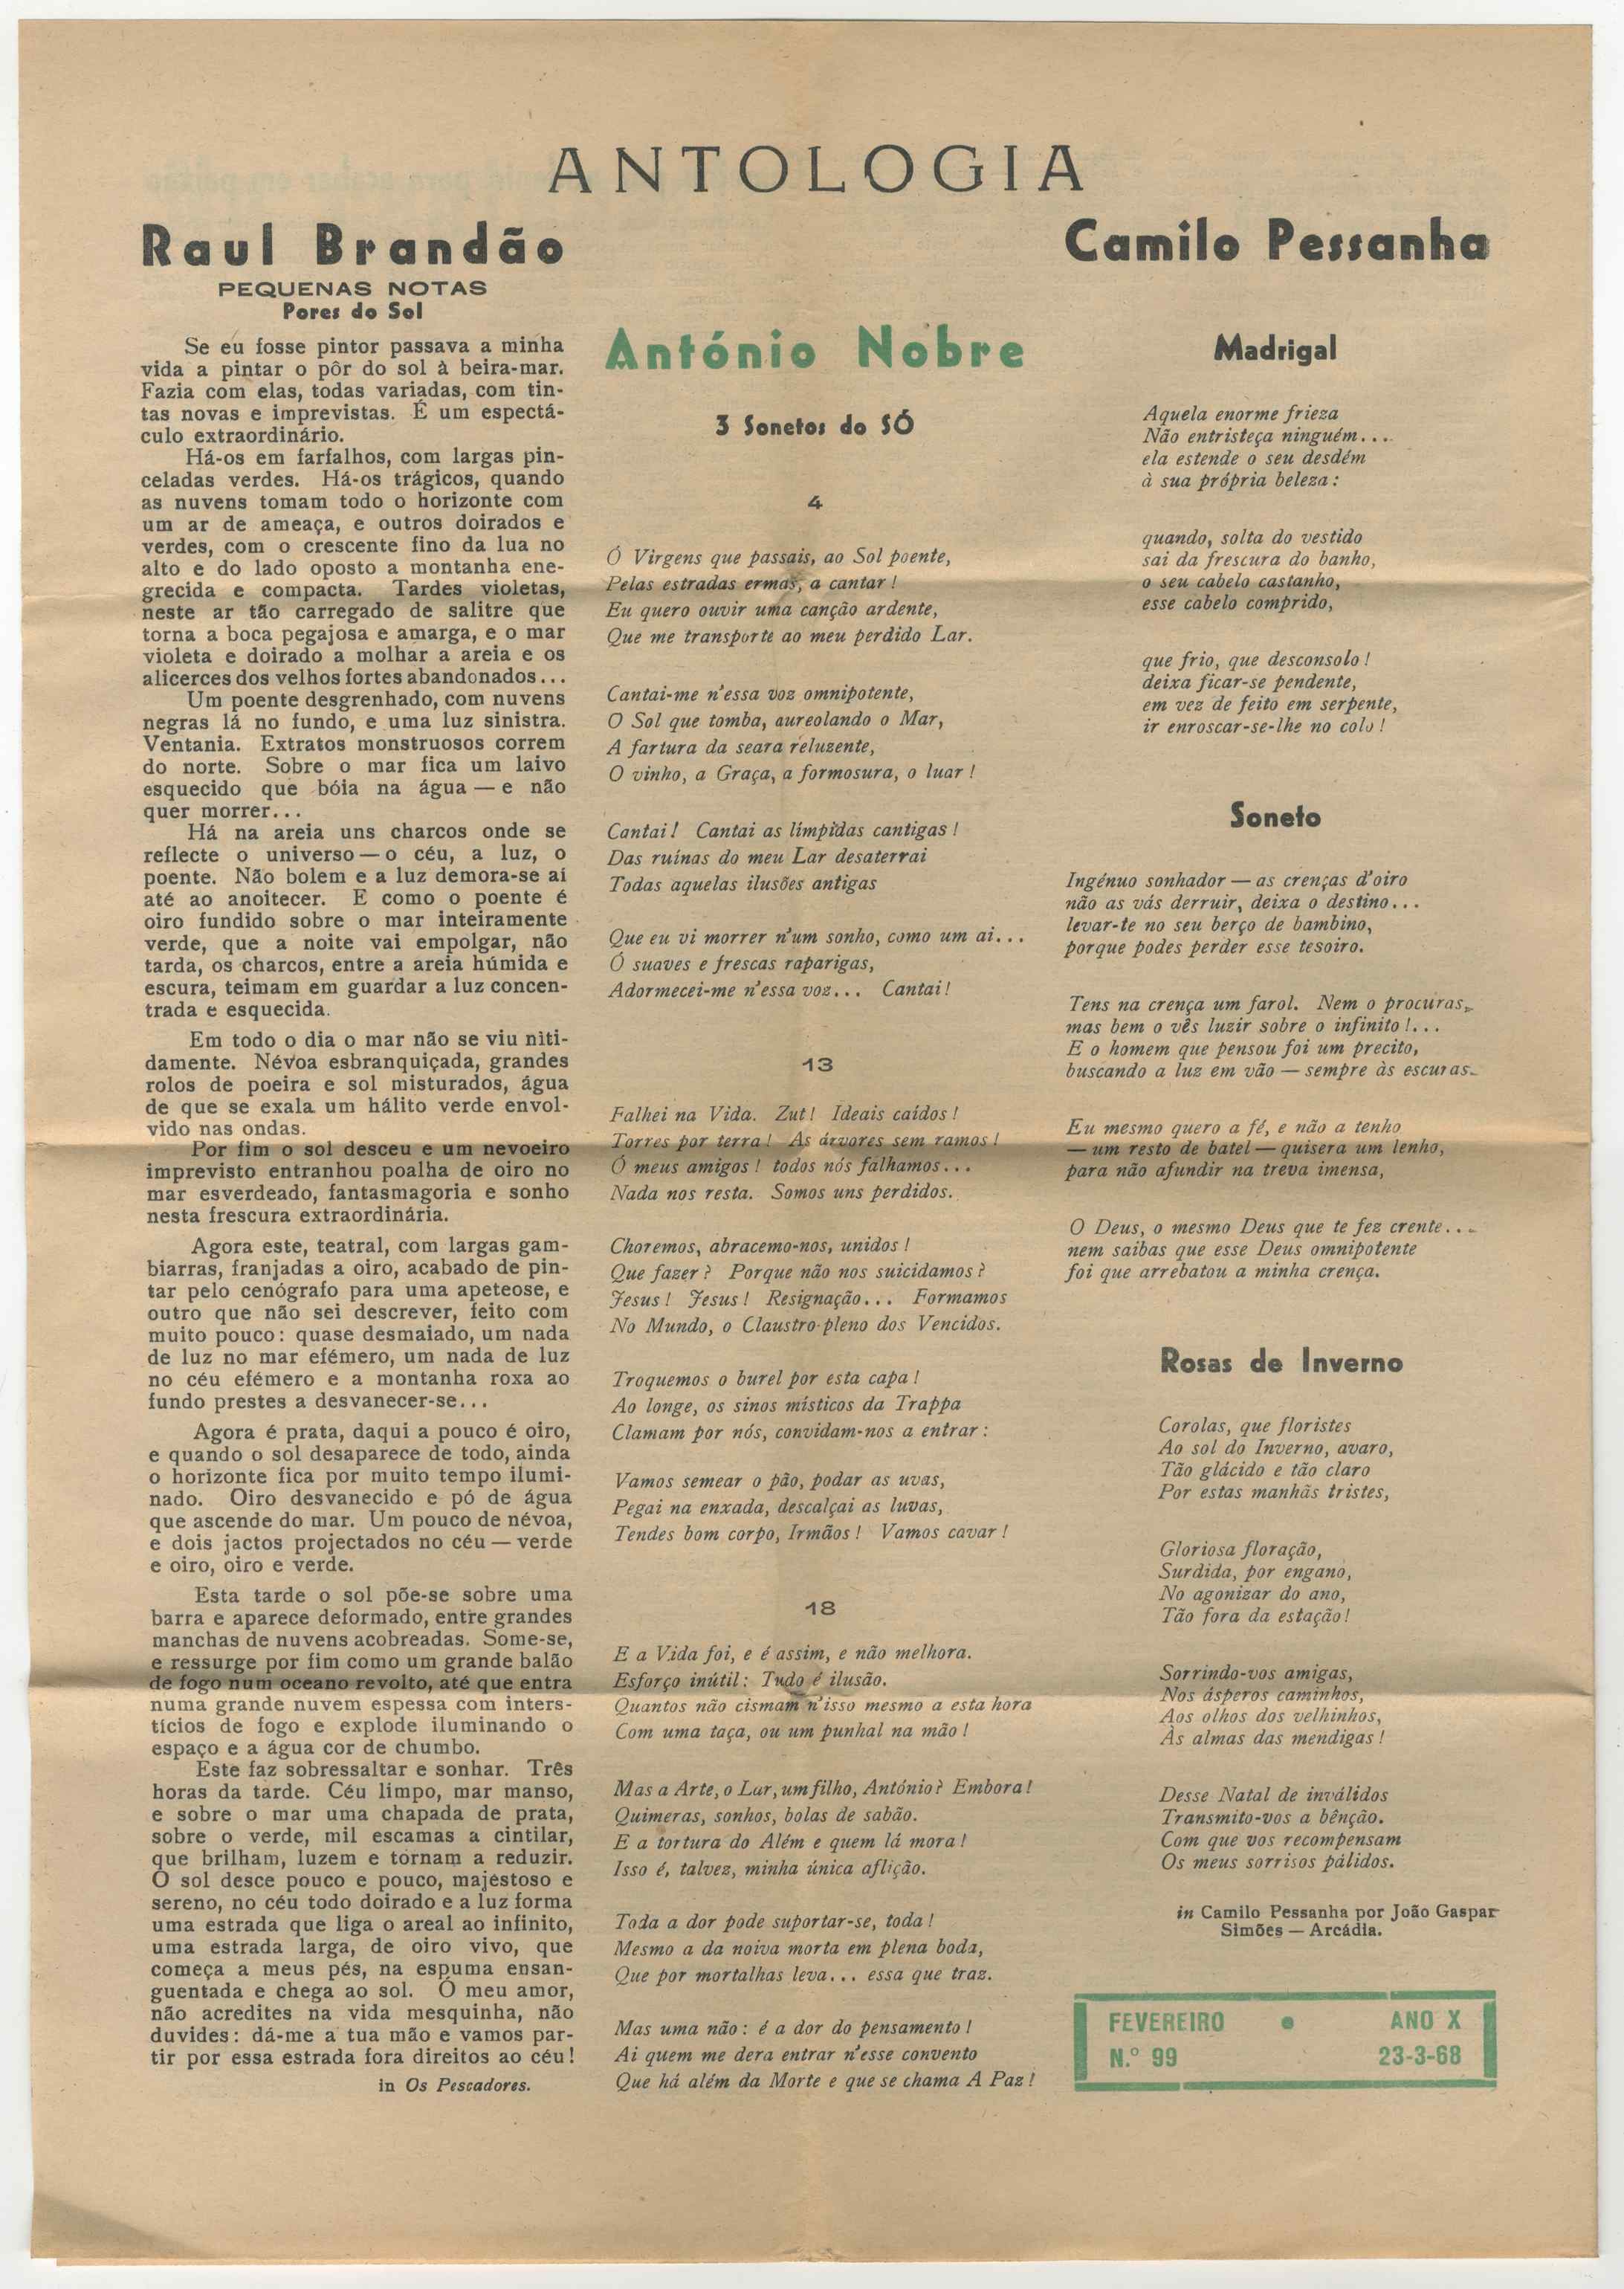 ANTOLOGIA
Raul Brandão
PEQUENAS NOTAS
Pores do Sol
Se eu fosse pintor passava a minha
vida a pintar o pôr do sol à beira-mar.
Fazia com elas, todas variadas, com tin-
tas novas e imprevistas. É um espectá-
culo extraordinário.
Há-os em farfalhos, com largas pin-
celadas verdes. Há-os trágicos, quando
as nuvens tomam todo o horizonte com
um ar de ameaça, e outros doirados e
verdes, com o crescente fino da lua no
alto e do lado oposto a montanha ene-
grecida e compacta. Tardes violetas,
neste ar tão carregado de salitre que
torna a boca pegajosa e amarga, e o mar
violeta e doirado a molhar a areia e os
alicerces dos velhos fortes abandonados...
Um poente desgrenhado, com nuvens
negras lá no fundo, e uma luz sinistra.
Ventania. Extratos monstruosos correm
do norte. Sobre o mar fica um laivo
esquecido que bóia na água — e não
quer morrer...
Há na areia uns charcos onde se
reflecte o universo — o céu, a luz, o
poente. Não bolem e a luz demora-se aí
até ao anoitecer. E como o poente é
oiro fundido sobre o mar inteiramente
verde, que a noite vai empolgar, não
tarda, os charcos, entre a areia húmida e
escura, teimam em guardar a luz concen-
trada e esquecida.
Em todo o dia o mar não se viu niti-
damente. Névoa esbranquiçada, grandes
rolos de poeira e sol misturados, água
de que se exala um hálito verde envol-
vido nas ondas.
Por fim o sol desceu e um nevoeiro
imprevisto entranhou poalha de oiro no
mar esverdeado, fantasmagoria e sonho
nesta frescura extraordinária.
Agora este, teatral, com largas gam-
biarras, franjadas a oiro, acabado de pin-
tar pelo cenógrafo para uma apeteose, e
outro que não sei descrever, feito com
muito pouco: quase desmaiado, um nada
de luz no mar efémero, um nada de luz
no céu efémero e a montanha roxa ao
fundo prestes a desvanecer-se...
Agora é prata, daqui a pouco é oiro,
e quando o sol desaparece de todo, ainda
o horizonte fica por muito tempo ilumi-
nado. Oiro desvanecido e pó de água
que ascende do mar. Um pouco de névoa,
e dois jactos projectados no céu — verde
e oiro, oiro e verde.
Esta tarde o sol põe-se sobre uma
barra e aparece deformado, entre grandes
manchas de nuvens acobreadas. Some-se,
e ressurge por fim como um grande balão
de fogo num oceano revolto, até que entra
numa grande nuvem espessa com inters-
tícios de fogo e explode iluminando o
espaço e a água cor de chumbo.
Este faz sobressaltar e sonhar. Três
horas da tarde. Céu limpo, mar manso,
e sobre o mar uma chapada de prata,
sobre o verde, mil escamas a cintilar,
que brilham, luzem e tornam a reduzir.
O sol desce pouco e pouco, majestoso e
sereno, no céu todo doirado e a luz forma
uma estrada que liga o areal ao infinito,
uma estrada larga, de oiro vivo, que
começa a meus pés, na espuma ensan-
guentada e chega ao sol. Ó meu amor,
não acredites na vida mesquinha, não
duvides: dá-me a tua mão e vamos par-
tir por essa estrada fora direitos ao céu!
in Os Pescadores.
António Nobre
3 Sonetos do SÓ
4
Ó Virgens que passais, ao Sol poente,
Pelas estradas ermas, a cantar!
Eu quero ouvir uma canção ardente,
Que me transporte ao meu perdido Lar.
Cantai-me n'essa voz omnipotente,
O Sol que tomba, aureolando o Mar,
A fartura da seara reluzente,
O vinho, a Graça, a formosura, o luar!
Cantai! Cantai as límpidas cantigas!
Das ruínas do meu Lar desaterrai
Todas aquelas ilusões antigas
Que eu vi morrer n'um sonho, como um ai...
Ó suaves e frescas raparigas,
Adormecei-me n'essa voz... Cantai!
13
Falhei na Vida. Zut! Ideais caídos!
Torres por terra! As árvores sem ramos!
Ó meus amigos! todos nós falhamos...
Nada nos resta. Somos uns perdidos.
Choremos, abracemo-nos, unidos!
Que fazer? Porque não nos suicidamos?
Jesus! Jesus! Resignação... Formamos
No Mundo, o Claustro-pleno dos Vencidos.
Troquemos o burel por esta capa!
Ao longe, os sinos místicos da Trappa
Clamam por nós, convidam-nos a entrar:
Vamos semear o pão, podar as uvas,
Pegai na enxada, descalçai as luvas,
Tendes bom corpo, Irmãos! Vamos cavar!
18
E a Vida foi, e é assim, e não melhora.
Esforço inútil: Tudo é ilusão.
Quantos não cismam n'isso mesmo a esta hora
Com uma taça, ou um punhal na mão!
Mas a Arte, o Lar, um filho, António? Embora!
Quimeras, sonhos, bolas de sabão.
E a tortura do Além e quem lá mora!
Isso é, talvez, minha única aflição.
Toda a dor pode suportar-se, toda!
Mesmo a da noiva morta em plena boda,
Que por mortalhas leva... essa que traz.
Mas uma não: é a dor do pensamento!
Ai quem me dera entrar n'esse convento
Que há além da Morte e que se chama A Paz!
Camilo Pessanha
Madrigal
Aquela enorme frieza
Não entristeça ninguém...
ela estende o seu desdém
à sua própria beleza:
quando, solta do vestido
sai da frescura do banho,
o seu cabelo castanho,
esse cabelo comprido,
que frio, que desconsolo!
deixa ficar-se pendente,
em vez de feito em serpente,
ir enroscar-se-lhe no colo!
Soneto
Ingénuo sonhador — as crenças d'oiro
não as vás derruir, deixa o destino...
levar-te no seu berço de bambino,
porque podes perder esse tesoiro.
Tens na crença um farol. Nem o procuras,
mas bem o vês luzir sobre o infinito!...
E o homem que pensou foi um precito,
buscando a luz em vão — sempre às escuras.
Eu mesmo quero a fé, e não a tenho
— um resto de batel — quisera um lenho,
para não afundir na treva imensa,
O Deus, o mesmo Deus que te fez crente...
nem saibas que esse Deus omnipotente
foi que arrebatou a minha crença.
Rosas de Inverno
Corolas, que floristes
Ao sol do Inverno, avaro,
Tão glácido e tão claro
Por estas manhãs tristes,
Gloriosa floração,
Surdida, por engano,
No agonizar do ano,
Tão fora da estação!
Sorrindo-vos amigas,
Nos ásperos caminhos,
Aos olhos dos velhinhos,
Às almas das mendigas!
Desse Natal de inválidos
Transmito-vos a bênção.
Com que vos recompensam
Os meus sorrisos pálidos.
in Camilo Pessanha por João Gaspar
Simões — Arcádia.
FEVEREIRO • ANO X
N.º 99 23-3-68